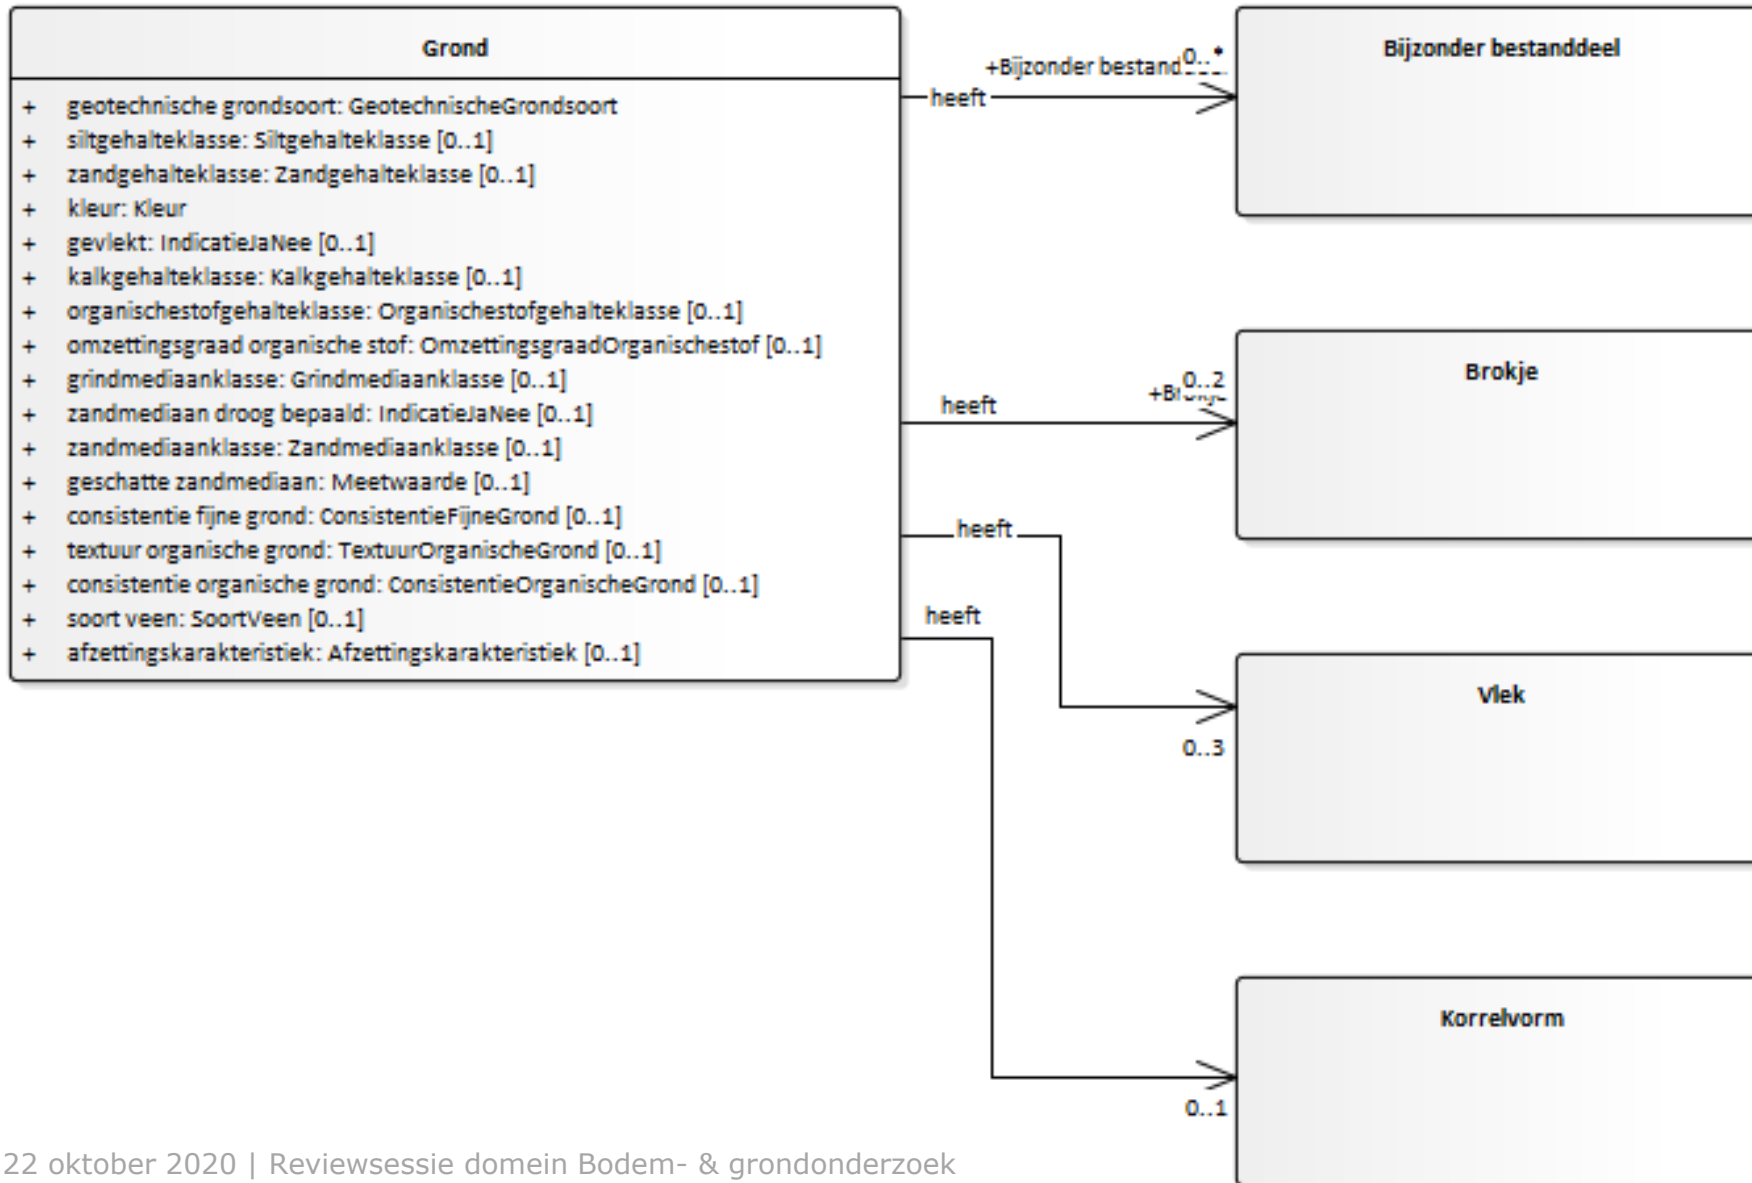 Grond
+ geotechnische grondsoort: GeotechnischeGrondsoort
+ siltgehalteklasse: Siltgehalteklasse [0..1]
+ zandgehalteklasse: Zandgehalteklasse [0..1]
+ kleur: Kleur
+ gevlekt: IndicatieJaNee [0..1]
+ kalkgehalteklasse: Kalkgehalteklasse [0..1]
+ organischestofgehalteklasse: Organischestofgehalteklasse [0..1]
+ omzettingsgraad organische stof: OmzettingsgraadOrganischestof [0..1]
+ grindmediaanklasse: Grindmediaanklasse [0..1]
+ zandmediaan droog bepaald: IndicatieJaNee [0..1]
+ zandmediaanklasse: Zandmediaanklasse [0..1]
+ geschatte zandmediaan: Meetwaarde [0..1]
+ consistentie fijne grond: ConsistentieFijneGrond [0..1]
+ textuur organische grond: TextuurOrganischeGrond [0..1]
+ consistentie organische grond: ConsistentieOrganischeGrond [0..1]
+ soort veen: SoortVeen [0..1]
+ afzettingskarakteristiek: Afzettingskarakteristiek [0..1]
+Bijzonder
0..*
heeft
Bijzonder bestanddeel
0..2
heeft
Brokje
heeft
0..3
Vlek
heeft
0..1
Korrelvorm
22 oktober 2020 | Reviewsessie domein Bodem- & grondonderzoek